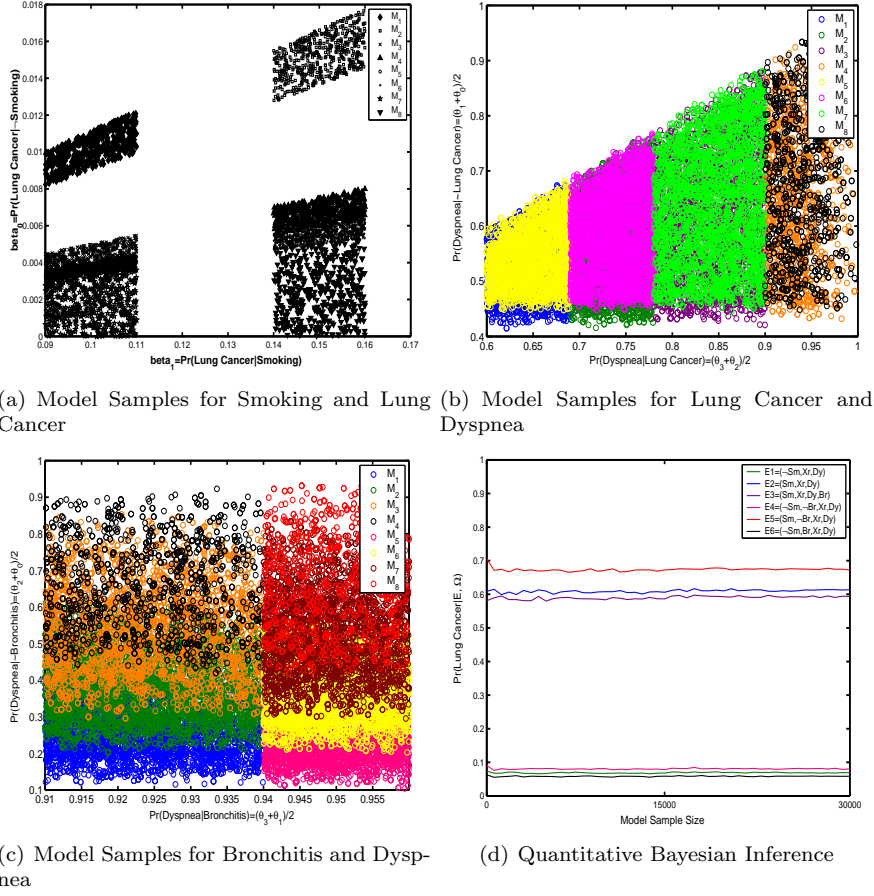 0.018
0.016
0.014
0.012
0.01
0.008
0.006
0.004
0.002
0
0.09 0.1 0.11 0.12 0.13 0.14 0.15 0.16 0.17
beta₁=Pr(Lung Cancer|Smoking)
M₁
M₂
M₃
M₄
M₅
M₆
M₇
M₈
(a) Model Samples for Smoking and Lung
Cancer
1
0.9
0.8
0.7
0.6
0.5
0.4
Pr(Dyspnea|¬Lung Cancer)=(θ₁+θ₀)/2
0.6 0.65 0.7 0.75 0.8 0.85 0.9 0.95 1
Pr(Dyspnea|Lung Cancer)=(θ₃+θ₂)/2
M₁
M₂
M₃
M₄
M₅
M₆
M₇
M₈
(b) Model Samples for Lung Cancer and
Dyspnea
1
0.9
0.8
0.7
0.6
0.5
0.4
0.3
0.2
0.1
Pr(Dyspnea|¬Bronchitis)=(θ₂+θ₀)/2
0.91 0.915 0.92 0.925 0.93 0.935 0.94 0.945 0.95 0.955
Pr(Dyspnea|Bronchitis)=(θ₃+θ₁)/2
M₁
M₂
M₃
M₄
M₅
M₆
M₇
M₈
(c) Model Samples for Bronchitis and Dysp-
nea
1
0.9
0.8
0.7
0.6
0.5
0.4
0.3
0.2
0.1
0
Pr(Lung Cancer|E, Ω)
0 15000 30000
Model Sample Size
E1=(¬Sm,Xr,Dy)
E2=(Sm,Xr,Dy)
E3=(Sm,Xr,Dy,Br)
E4=(¬Sm,¬Br,Xr,Dy)
E5=(Sm,¬Br,Xr,Dy)
E6=(¬Sm,Br,Xr,Dy)
(d) Quantitative Bayesian Inference